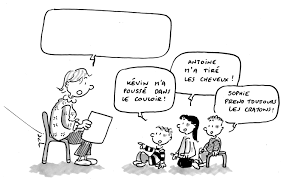 KÉVIN M'A
POUSSÉ DANS
LE COULOIR!
ANTOINE
M'A TIRÉ
LES CHEVEUX!
SOPHIE
PREND TOUJOURS
LES CRAYONS!